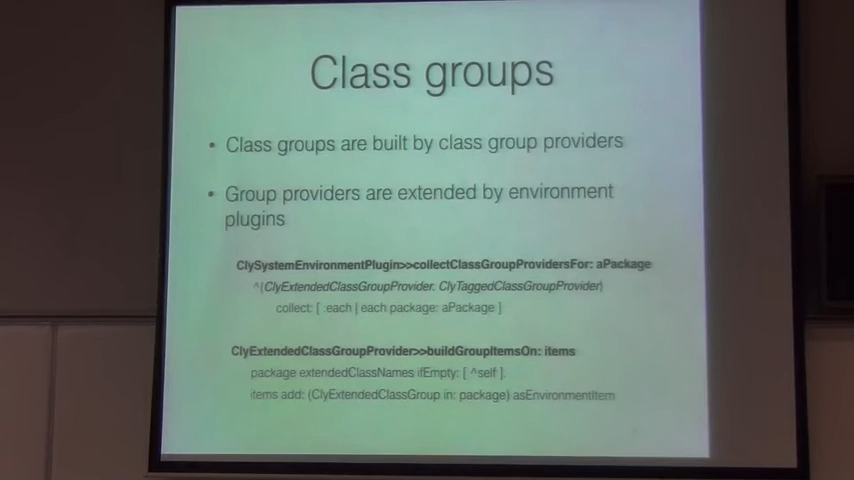 Class groups
• Class groups are built by class group providers
• Group providers are extended by environment
plugins
ClySystemEnvironmentPlugin>>collectClassGroupProvidersFor: aPackage
^{ClyExtendedClassGroupProvider. ClyTaggedClassGroupProvider}
collect: [ :each | each package: aPackage ]
ClyExtendedClassGroupProvider>>buildGroupItemsOn: items
package extendedClassNames ifEmpty: [ ^self ].
items add: (ClyExtendedClassGroup in: package) asEnvironmentItem